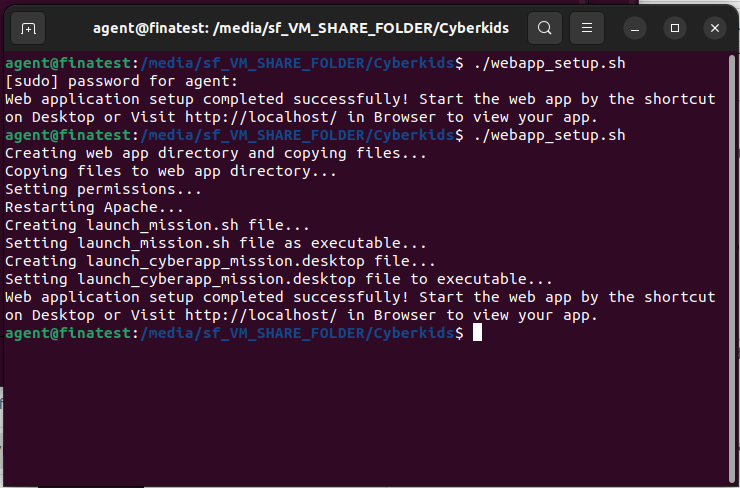 agent@finatest: /media/sf_VM_SHARE_FOLDER/Cyberkids
agent@finatest:/media/sf_VM_SHARE_FOLDER/Cyberkids$ ./webapp_setup.sh
[sudo] password for agent:
Web application setup completed successfully! Start the web app by the shortcut
on Desktop or Visit http://localhost/ in Browser to view your app.
agent@finatest:/media/sf_VM_SHARE_FOLDER/Cyberkids$ ./webapp_setup.sh
Creating web app directory and copying files...
Copying files to web app directory...
Setting permissions...
Restarting Apache...
Creating launch_mission.sh file...
Setting launch_mission.sh file as executable...
Creating launch_cyberapp_mission.desktop file...
Setting launch_cyberapp_mission.desktop file to executable...
Web application setup completed successfully! Start the web app by the shortcut
on Desktop or Visit http://localhost/ in Browser to view your app.
agent@finatest:/media/sf_VM_SHARE_FOLDER/Cyberkids$